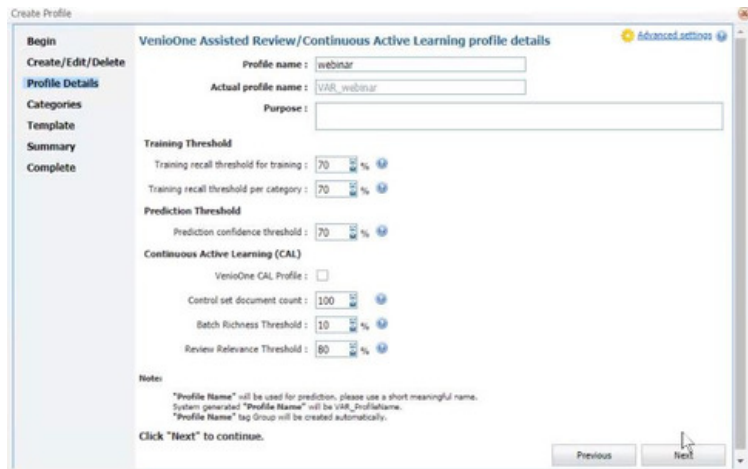 Create Profile
Begin
Create/Edit/Delete
Profile Details
Categories
Template
Summary
Complete
VenioOne Assisted Review/Continuous Active Learning profile details
Advanced settings
Profile name : webinar
Actual profile name : VAR_webinar
Purpose :
Training Threshold
Training recall threshold for training : 70 %
Training recall threshold per category : 70 %
Prediction Threshold
Prediction confidence threshold : 70 %
Continuous Active Learning (CAL)
VenioOne CAL Profile :
Control set document count : 100
Batch Richness Threshold : 10 %
Review Relevance Threshold : 80 %
Note:
"Profile Name" will be used for prediction, please use a short meaningful name.
System generated "Profile Name" will be VAR_ProfileName.
"Profile Name" tag Group will be created automatically.
Click "Next" to continue.
Previous
Next